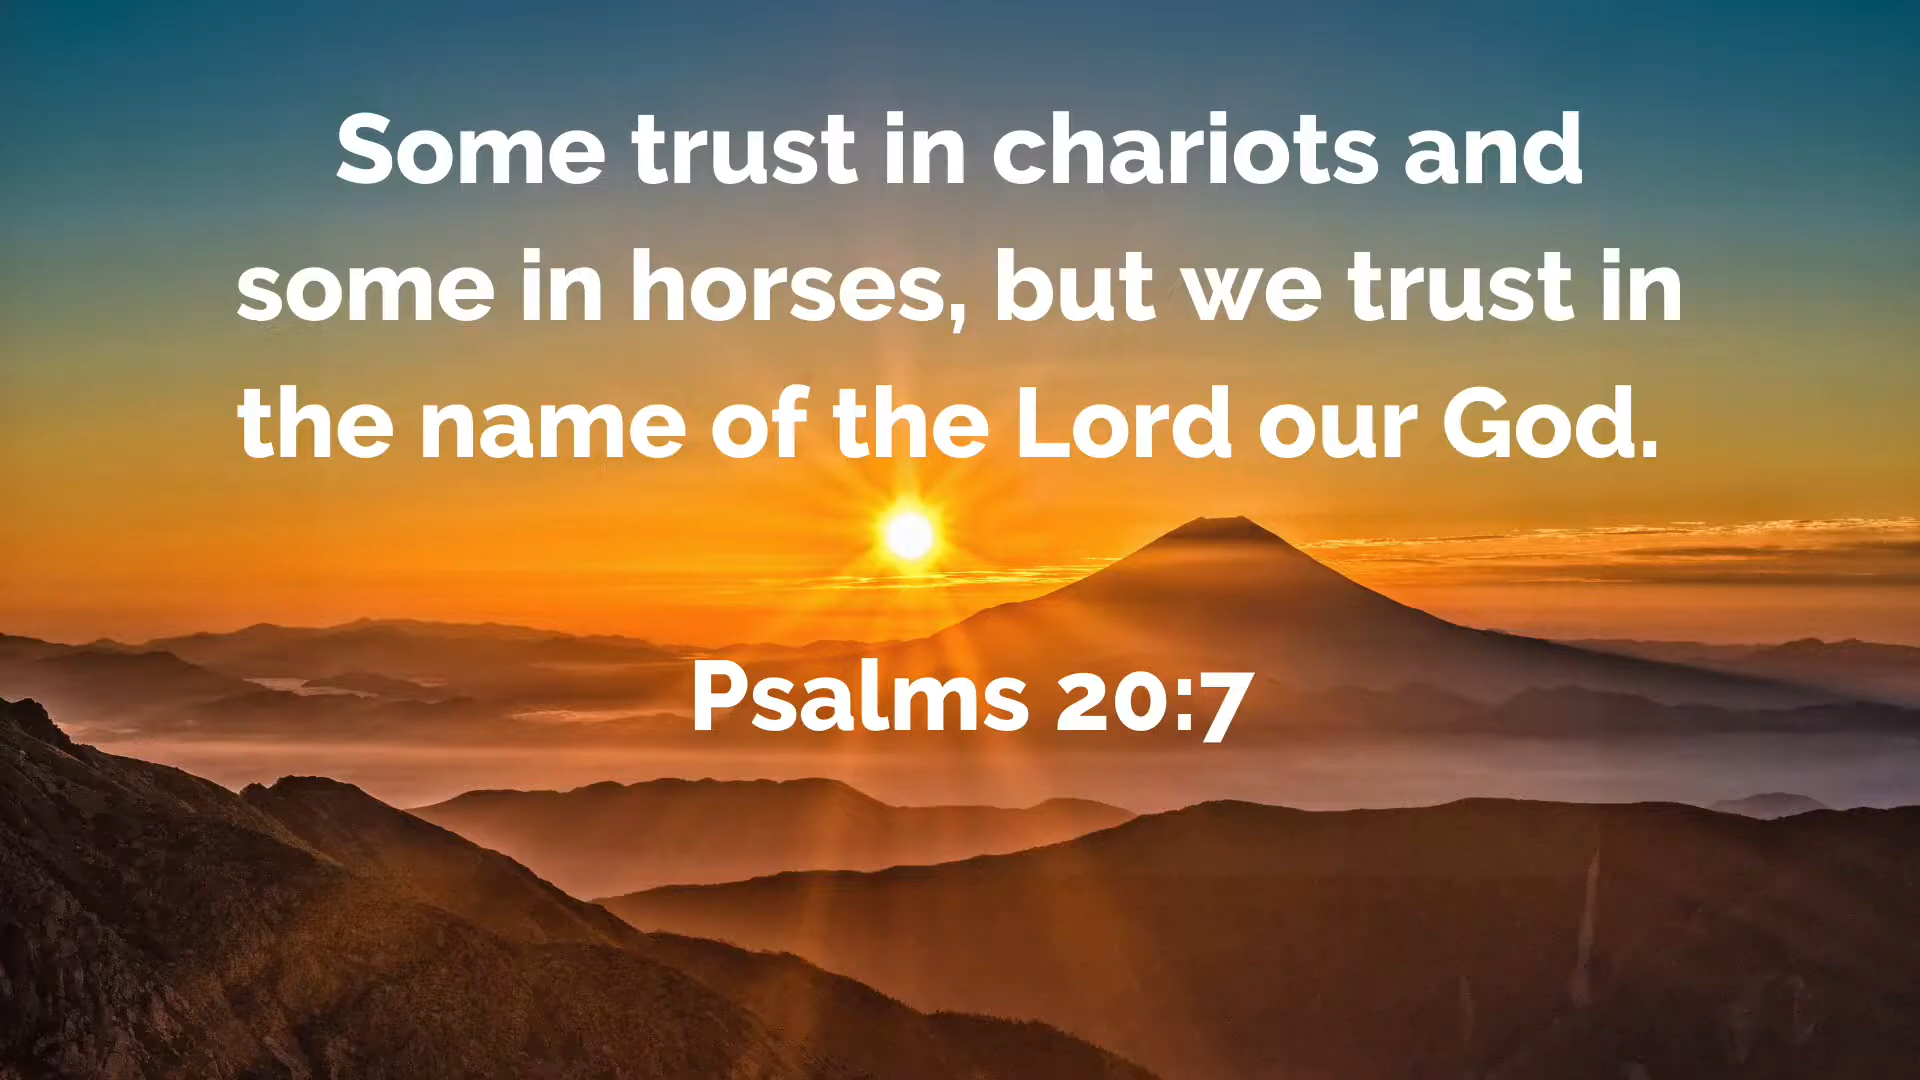 Some trust in chariots and
some in horses, but we trust in
the name of the Lord our God.
Psalms 20:7